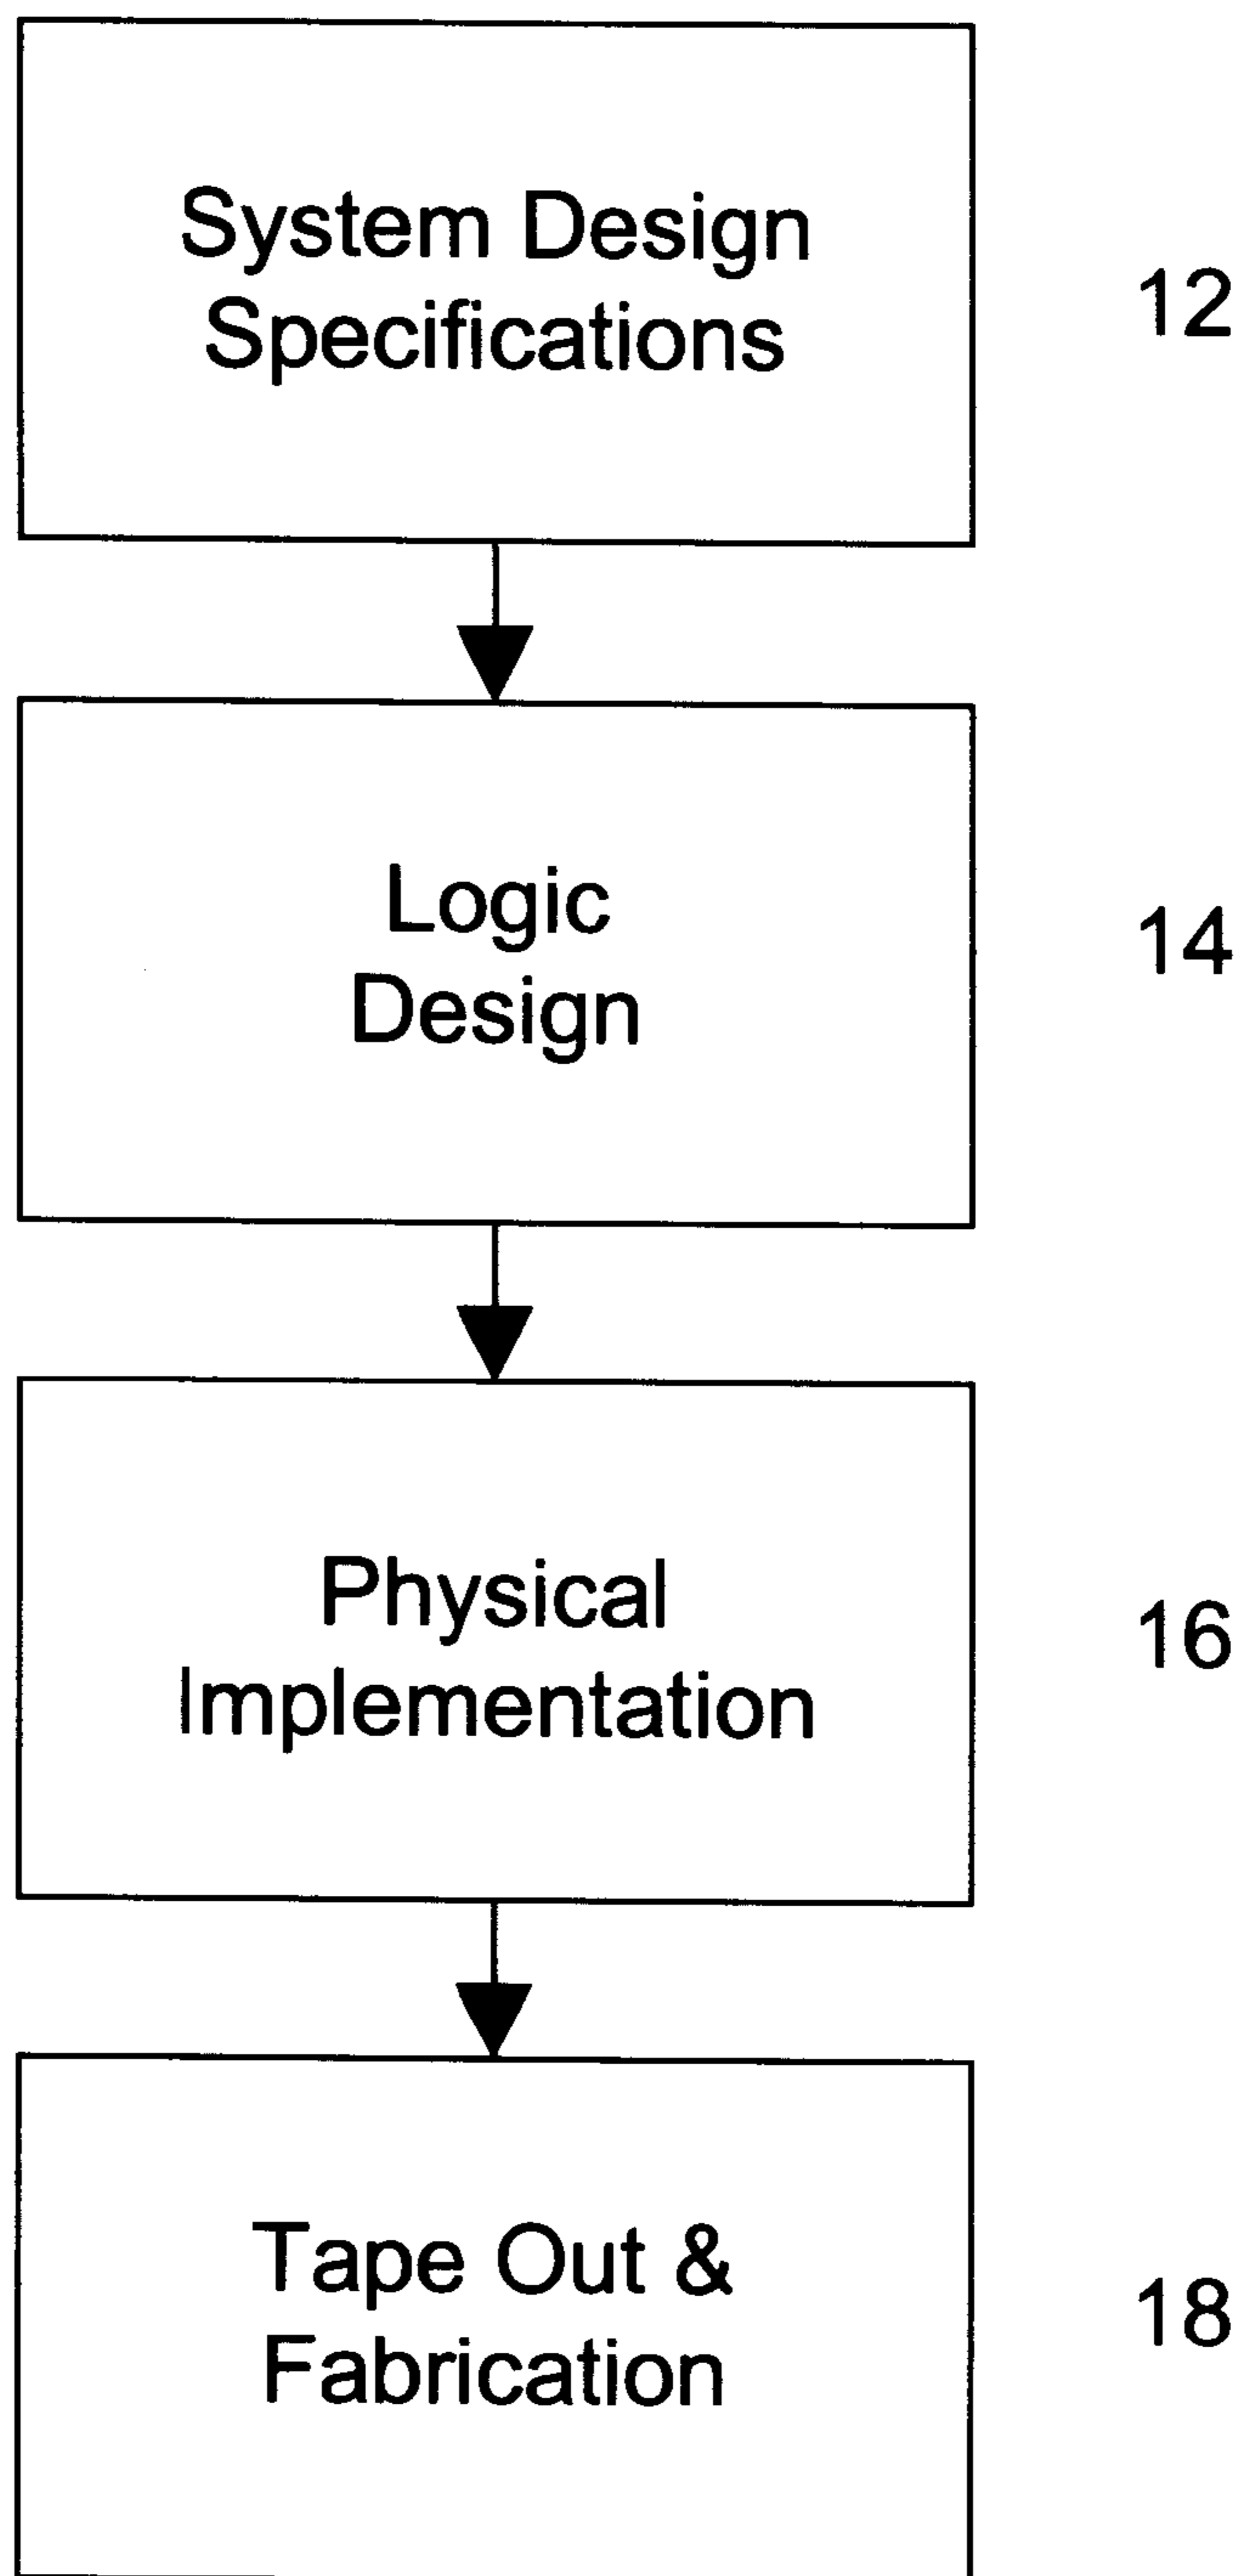 System Design
Specifications
12
Logic
Design
14
Physical
Implementation
16
Tape Out &
Fabrication
18